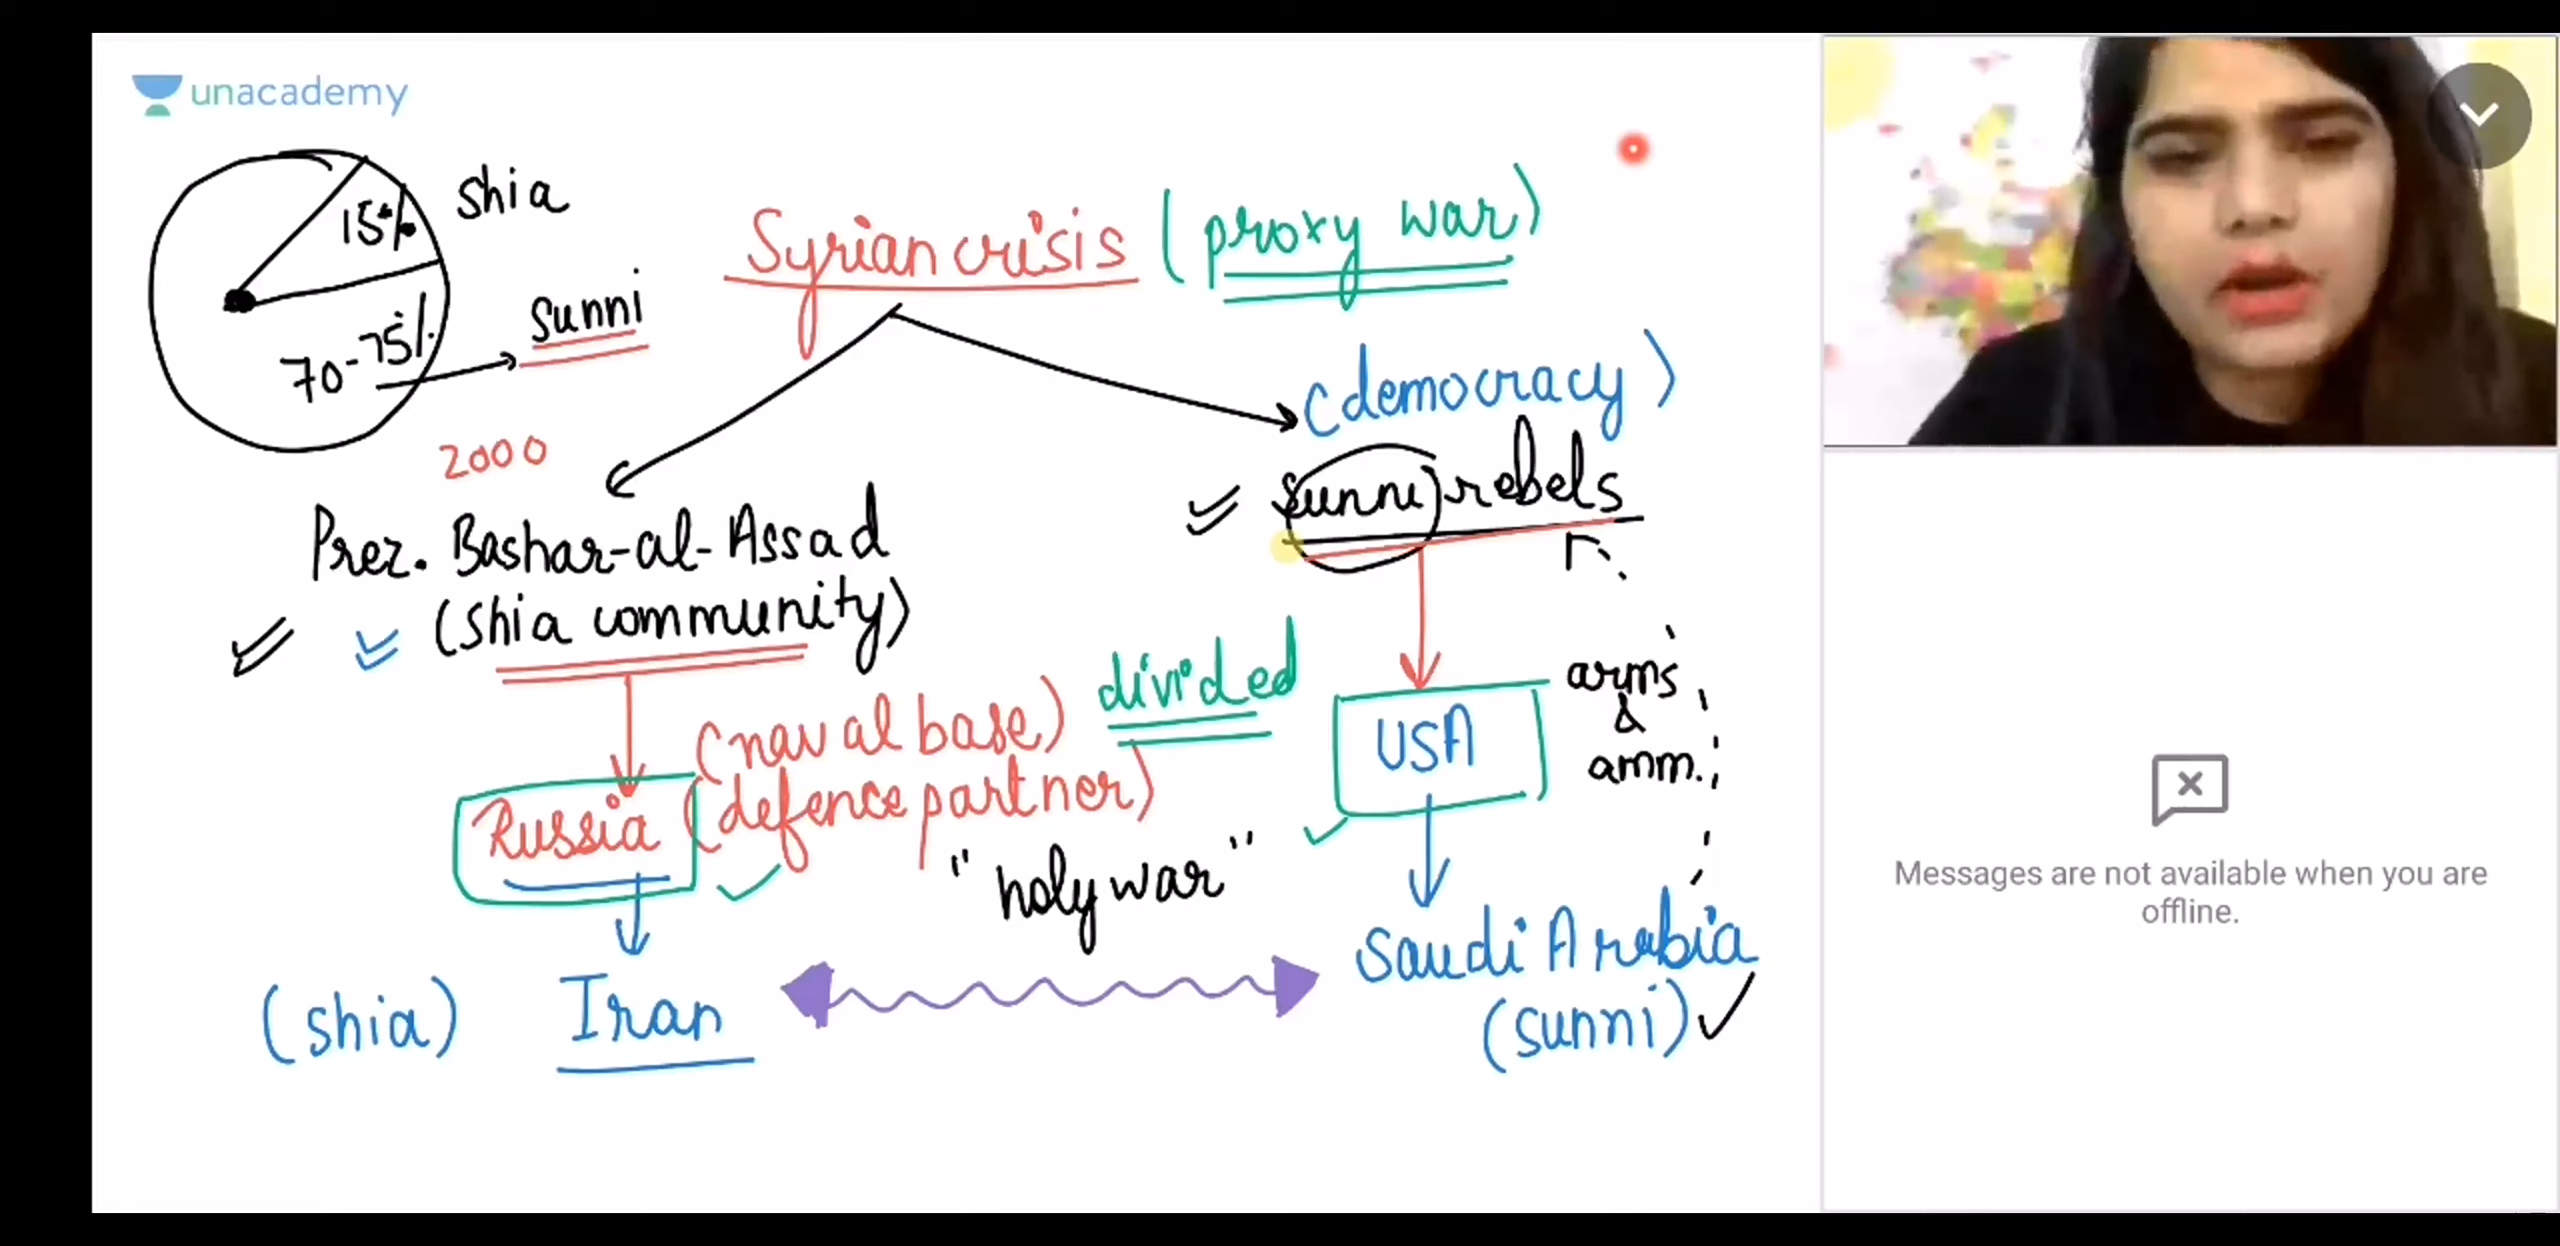 unacademy
15% shia
70-75% sunni
Syrian crisis (proxy war)
(democracy)
2000
sunni rebels
Prez. Bashar-al-Assad
(shia community)
divided
arms
&
amm.
(naval base)
USA
Russia (defence partner)
"holy war"
Saudi Arabia
(shia) Iran
(sunni)
Messages are not available when you are
offline.